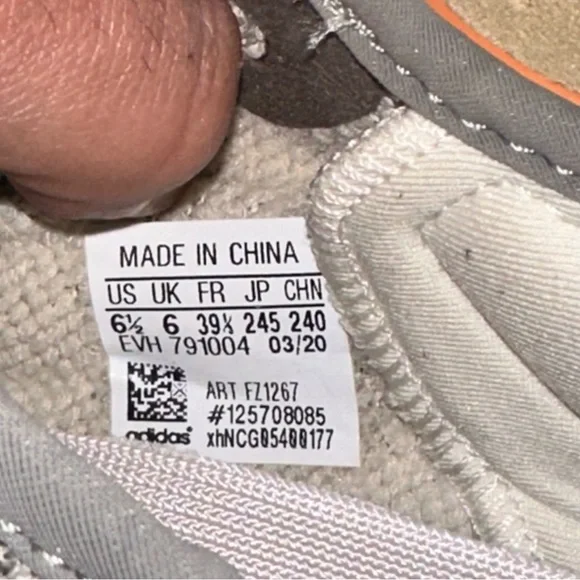 MADE IN CHINA
US UK FR JP CHN
6½ 6 39⅓ 245 240
EVH 791004 03/20
ART FZ1267
#125708085
adidas® xhNCG05400177